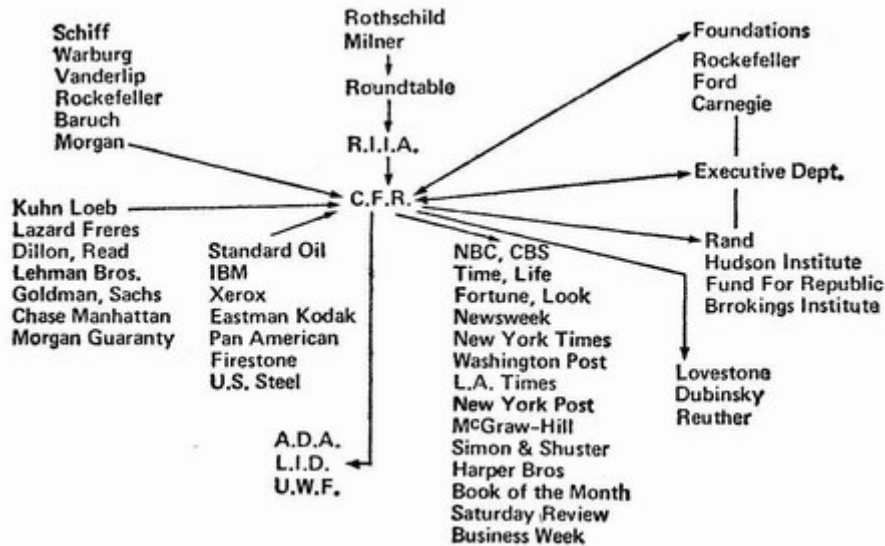 Schiff
Warburg
Vanderlip
Rockefeller
Baruch
Morgan
Rothschild
Milner
Roundtable
R.I.I.A.
C.F.R.
Foundations
Rockefeller
Ford
Carnegie
Executive Dept.
Rand
Hudson Institute
Fund For Republic
Brrokings Institute
Kuhn Loeb
Lazard Freres
Dillon, Read
Lehman Bros.
Goldman, Sachs
Chase Manhattan
Morgan Guaranty
Standard Oil
IBM
Xerox
Eastman Kodak
Pan American
Firestone
U.S. Steel
NBC, CBS
Time, Life
Fortune, Look
Newsweek
New York Times
Washington Post
L.A. Times
New York Post
McGraw-Hill
Simon & Shuster
Harper Bros
Book of the Month
Saturday Review
Business Week
Lovestone
Dubinsky
Reuther
A.D.A.
L.I.D.
U.W.F.